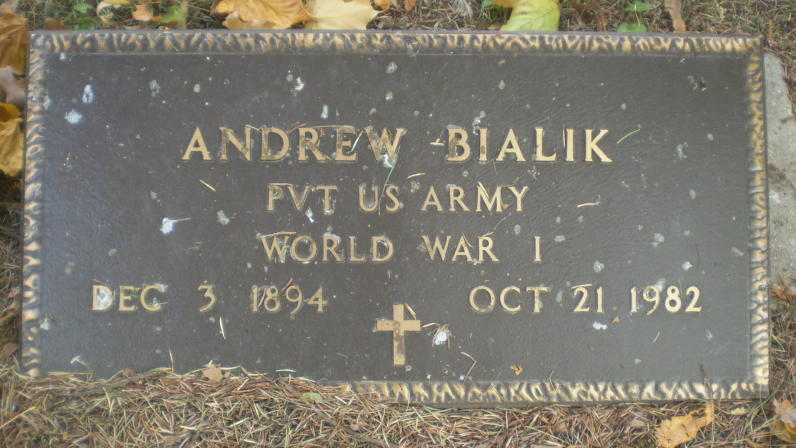 ANDREW BIALIK
PVT US ARMY
WORLD WAR I
DEC 3 1894 OCT 21 1982